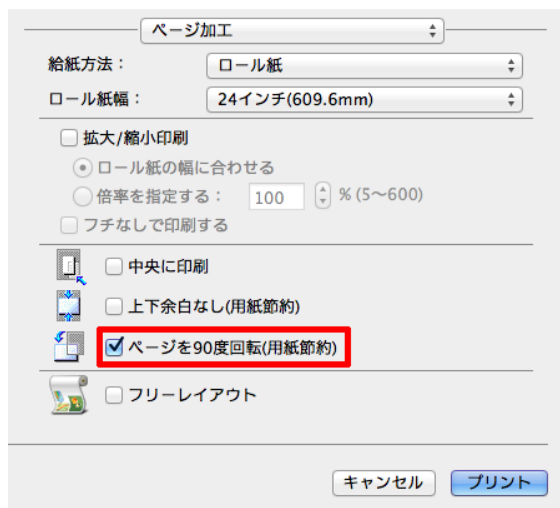 ページ加工
給紙方法： ロール紙
ロール紙幅： 24インチ(609.6mm)
拡大/縮小印刷
ロール紙の幅に合わせる
倍率を指定する： 100 % (5〜600)
フチなしで印刷する
中央に印刷
上下余白なし(用紙節約)
ページを90度回転(用紙節約)
フリーレイアウト
キャンセル プリント